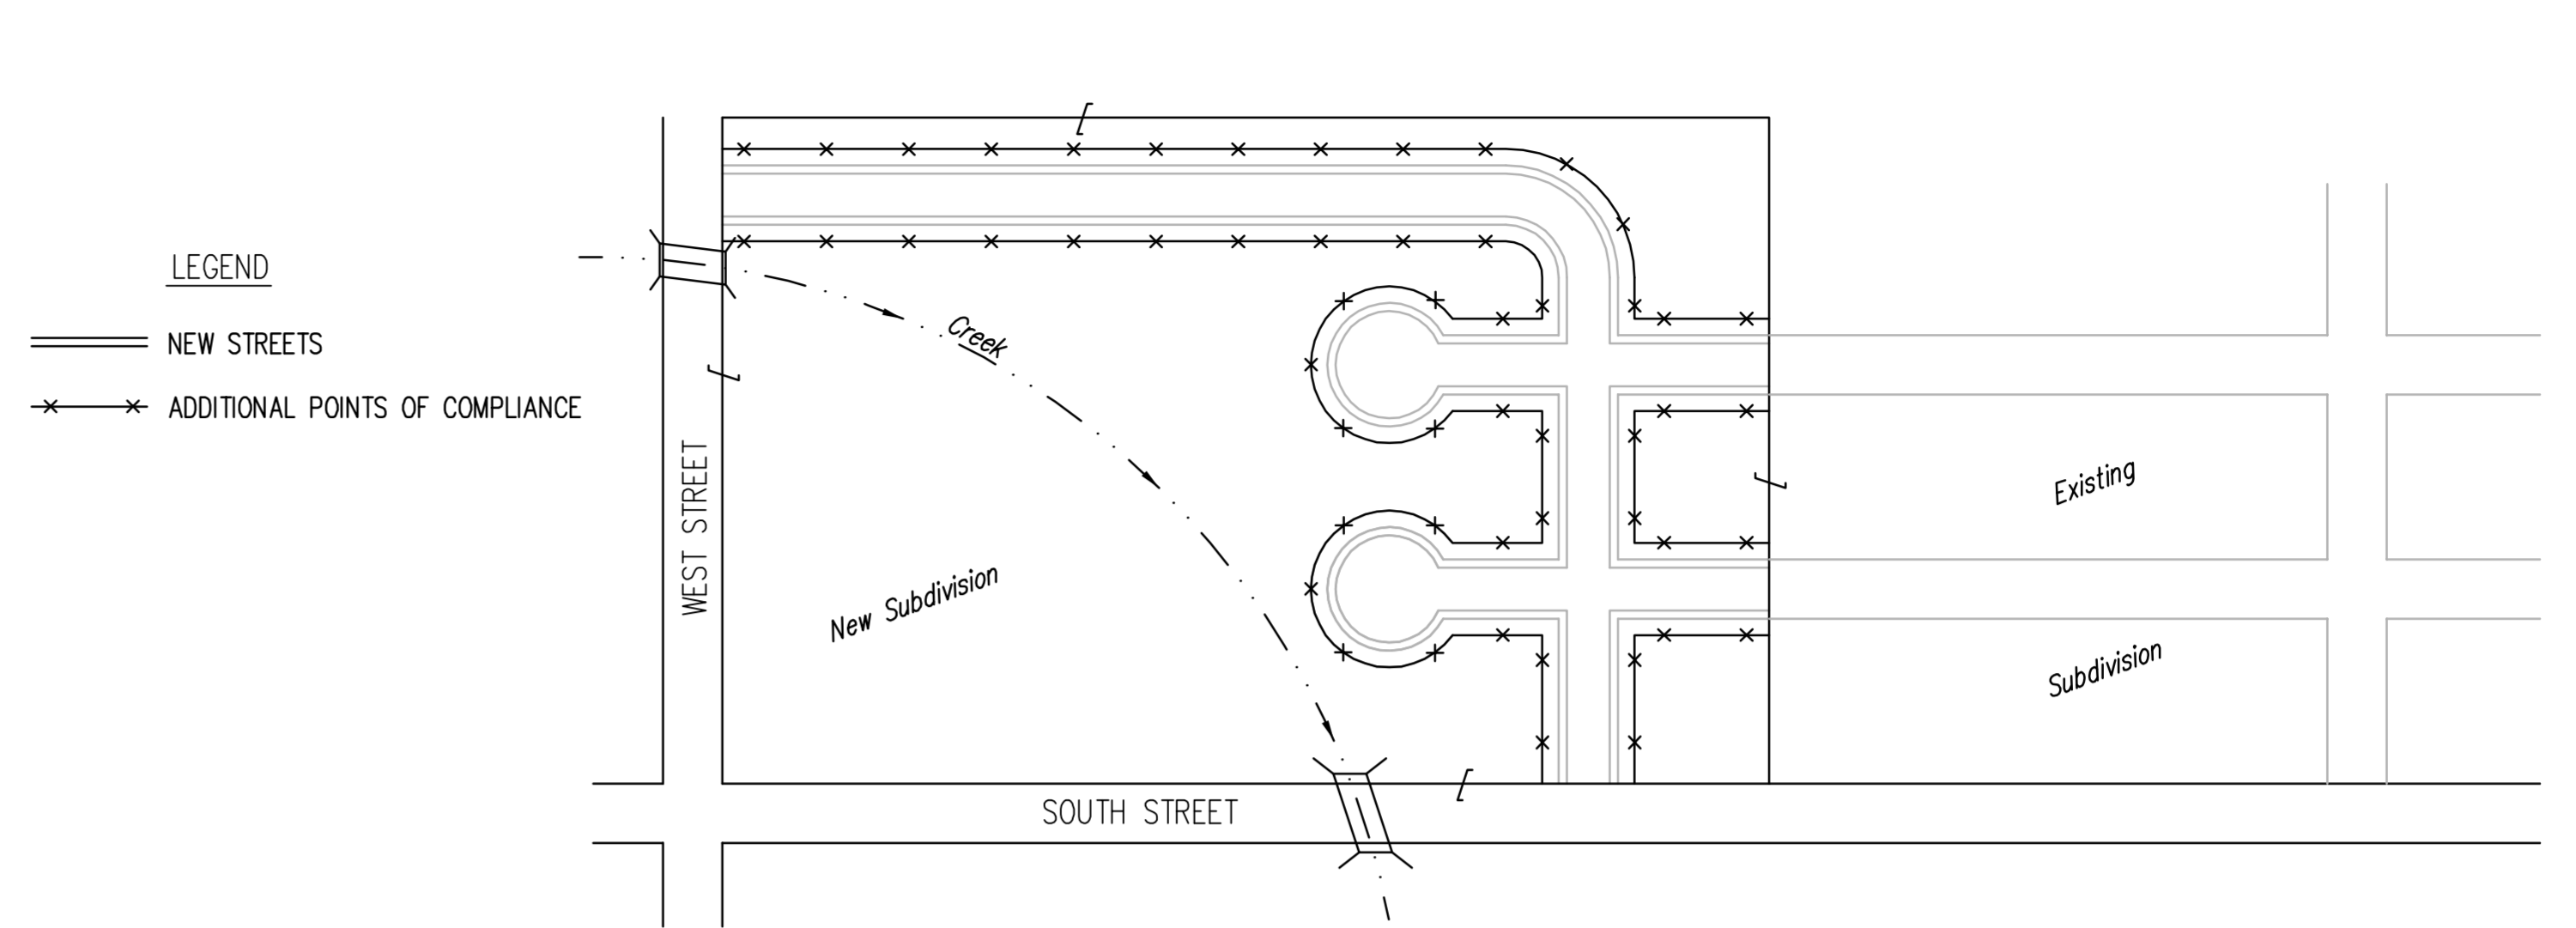 LEGEND
NEW STREETS
ADDITIONAL POINTS OF COMPLIANCE
Creek
WEST STREET
New Subdivision
Existing
Subdivision
SOUTH STREET